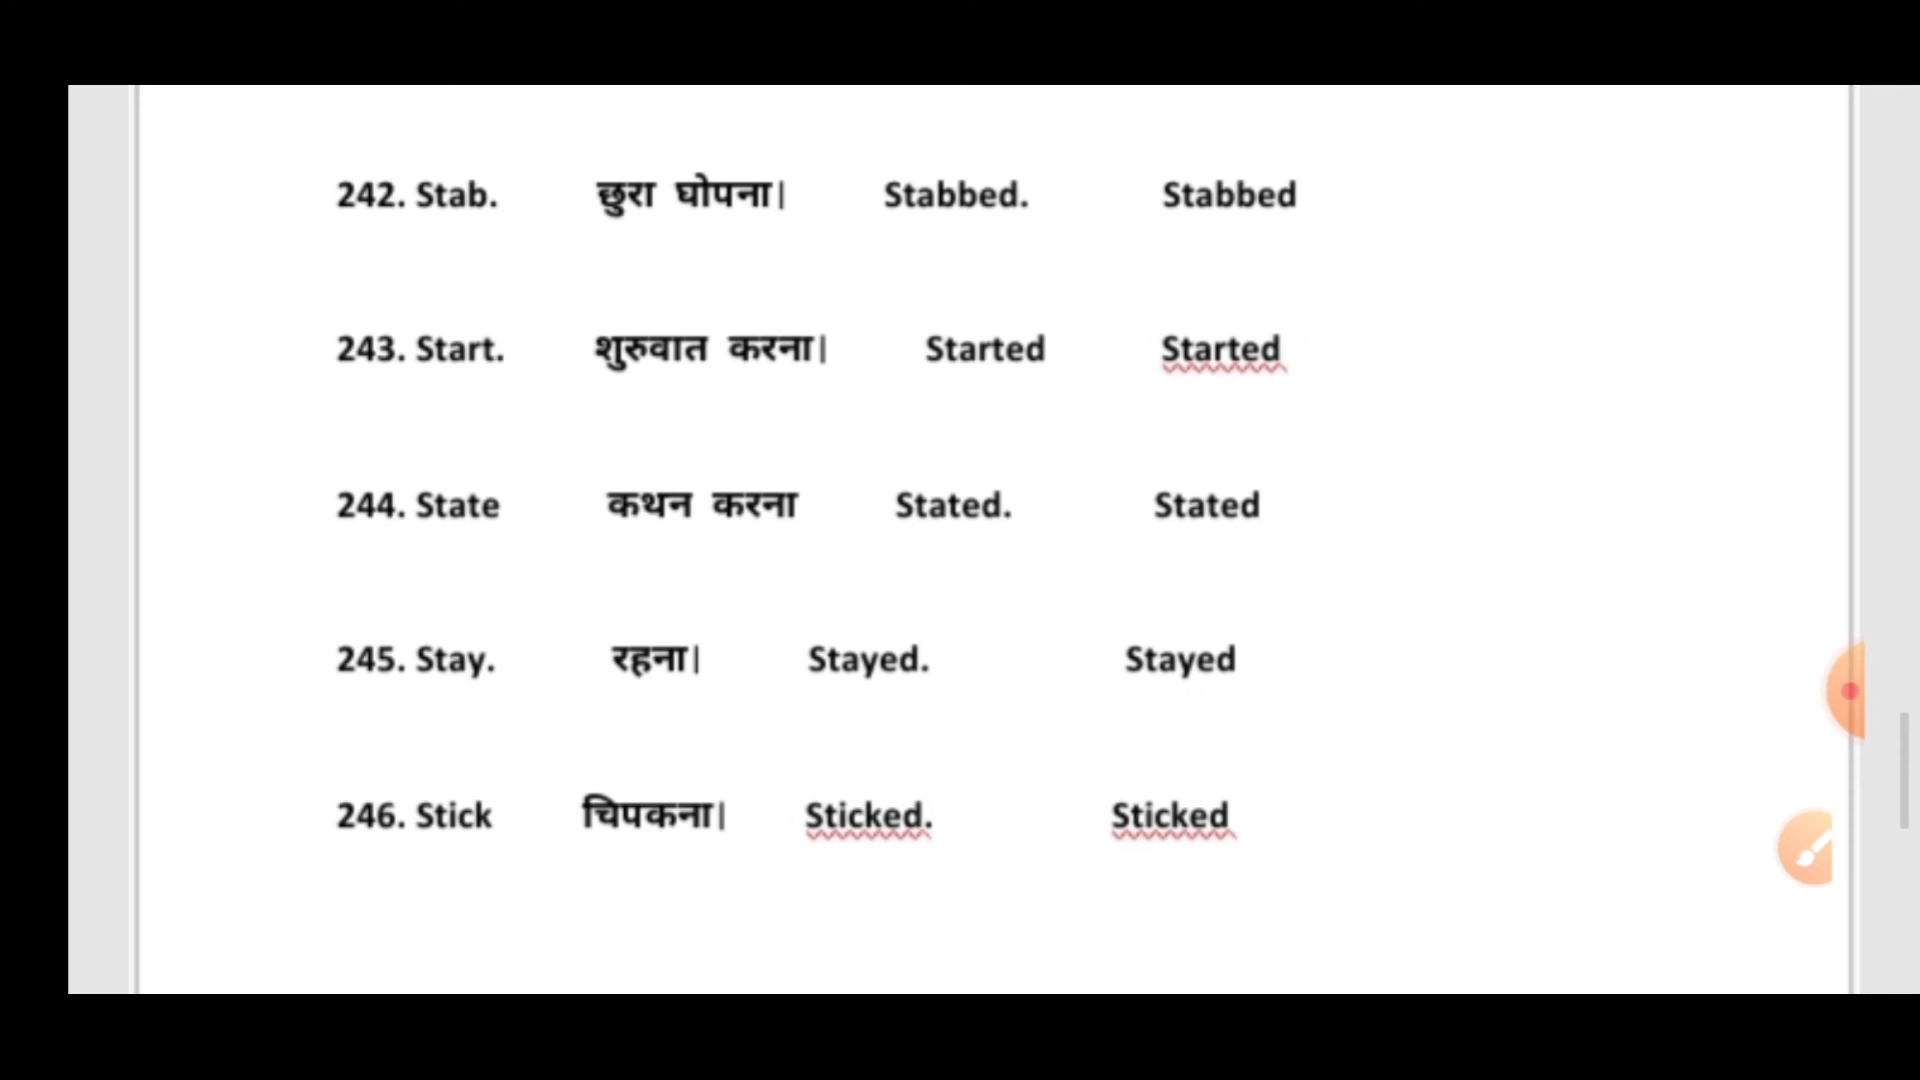 242. Stab. छुरा घोपना| Stabbed. Stabbed
243. Start. शुरुवात करना| Started Started
244. State कथन करना Stated. Stated
245. Stay. रहना| Stayed. Stayed
246. Stick चिपकना| Sticked. Sticked